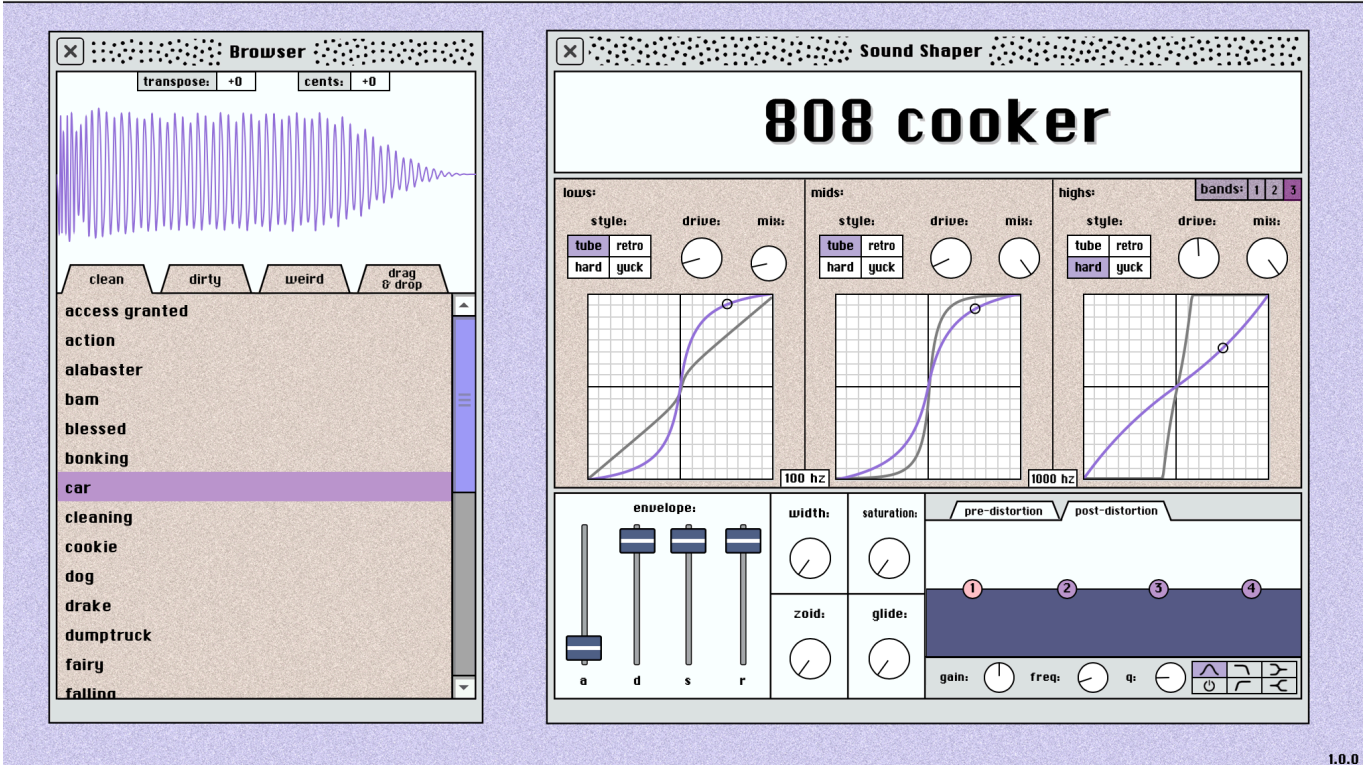 Browser
transpose: +0 cents: +0
clean dirty weird drag
& drop
access granted
action
alabaster
bam
blessed
bonking
car
cleaning
cookie
dog
drake
dumptruck
fairy
falling
Sound Shaper
808 cooker
lows: mids: highs: bands: 1 2 3
style: drive: mix: style: drive: mix: style: drive: mix:
tube retro tube retro tube retro
hard yuck hard yuck hard yuck
100 hz 1000 hz
envelope: width: saturation: pre-distortion post-distortion
1 2 3 4
zoid: glide:
a d s r gain: freq: q:
1.0.0